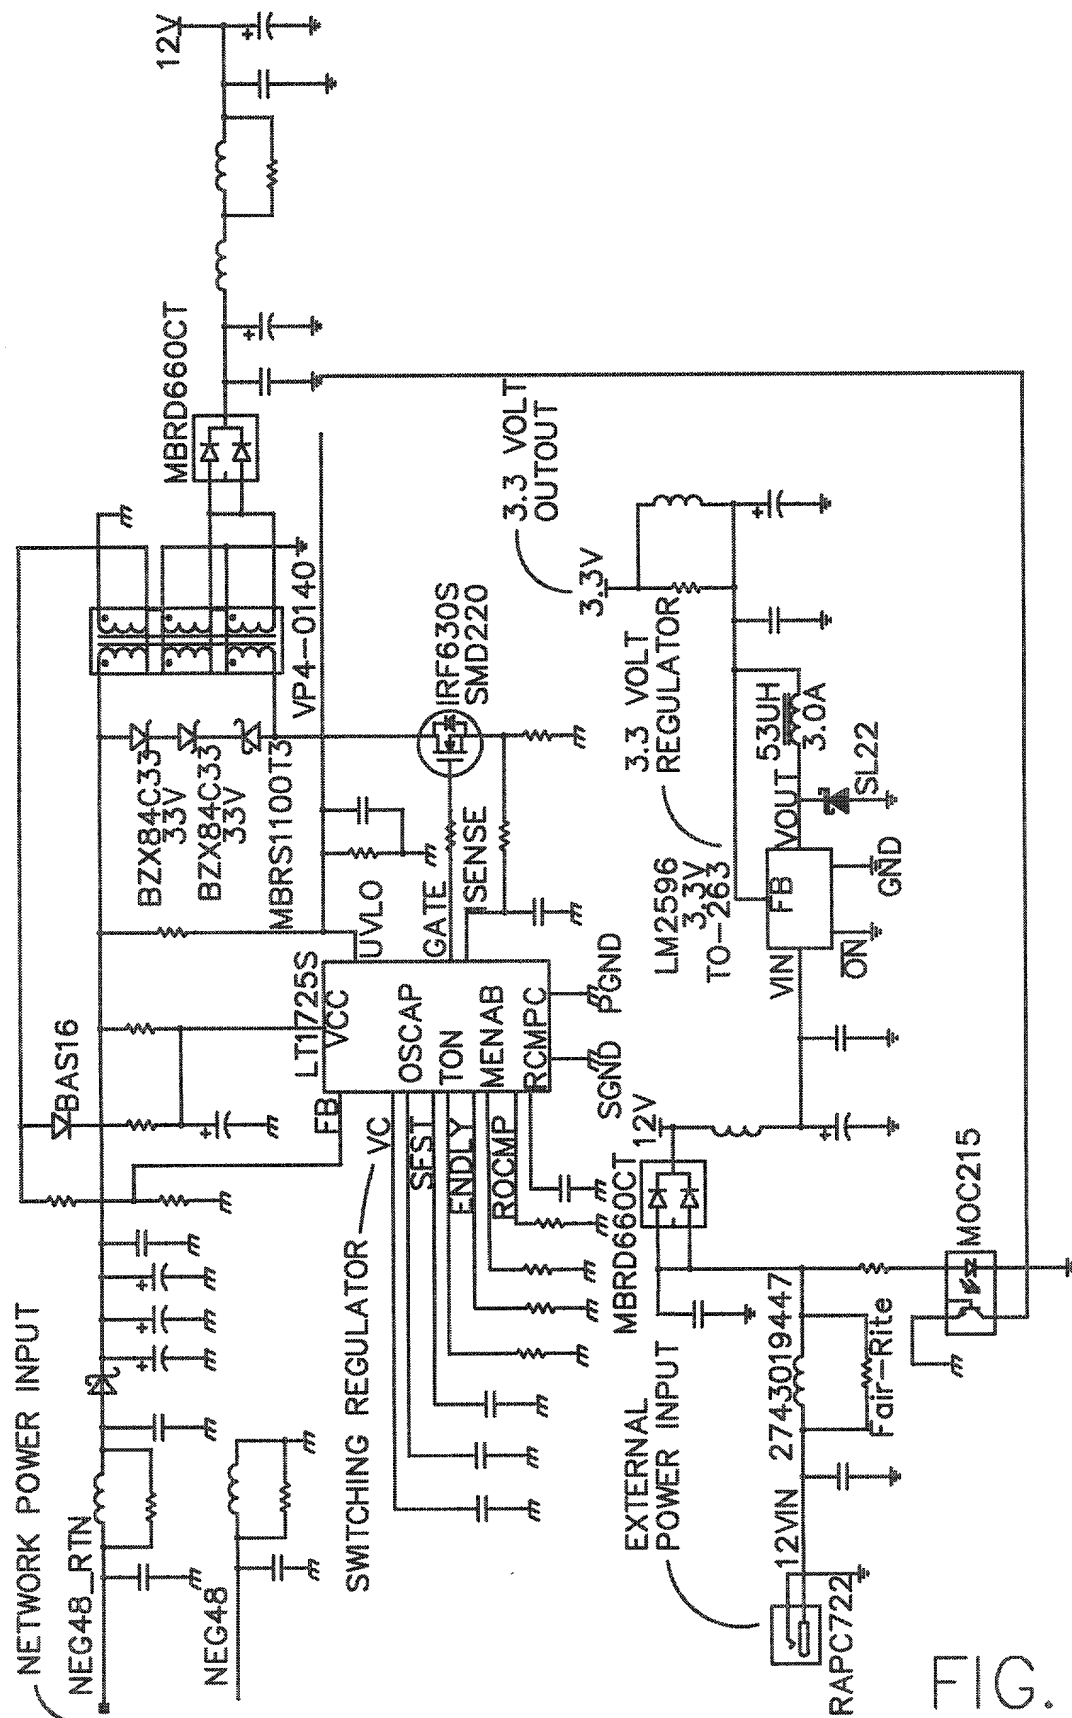 NETWORK POWER INPUT
NEG48_RTN
NEG48
BAS16
BZX84C33
33V
BZX84C33
33V
MBRS1100T3
VP4-0140
MBRD660CT
12V
SWITCHING REGULATOR
LT1725S
VCC
FB
VC
OSCAP
SFST
TON
ENDLY
MENAB
ROCMP
RCMPC
UVLO
GATE
ISENSE
SGND
PGND
IRF630S
SMD220
3.3 VOLT
OUTOUT
3.3V
3.3 VOLT
REGULATOR
LM2596
3.3V
TO-263
VIN
FB
VOUT
ON
GND
53UH
3.0A
SL22
12V
MBRD660CT
EXTERNAL
POWER INPUT
12VIN
2743019447
Fair-Rite
RAPC722
MOC215
FIG.